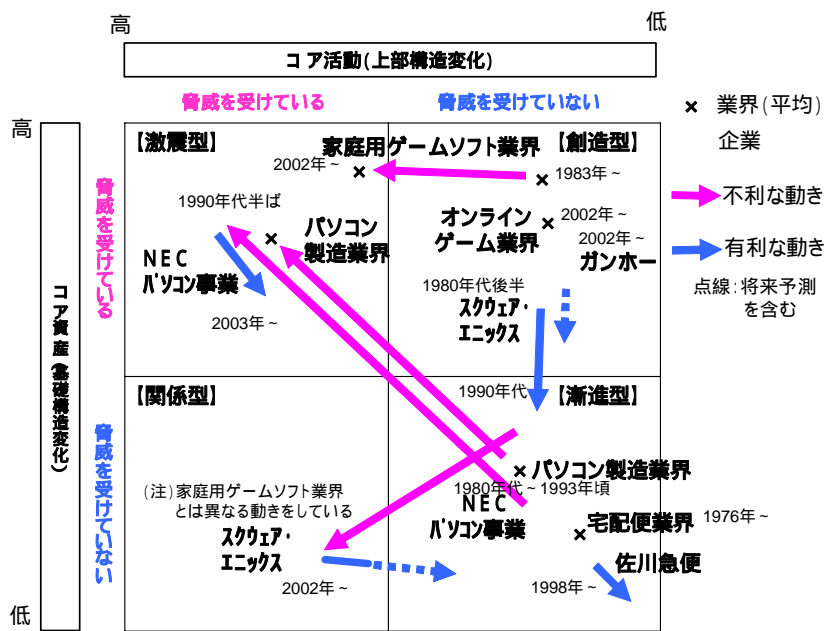 高
低
コア活動(上部構造変化)
脅威を受けている
脅威を受けていない
× 業界(平均)
企業
不利な動き
有利な動き
点線:将来予測
を含む
高
低
コア資産(基礎構造変化)
脅威を受けている
脅威を受けていない
【激震型】
家庭用ゲームソフト業界
2002年~
【創造型】
1983年~
1990年代半ば
パソコン
製造業界
NEC
パソコン事業
2003年~
オンライン
ゲーム業界
2002年~
2002年~
ガンホー
1980年代後半
スクウェア・
エニックス
【関係型】
1990年代
【漸進型】
(注)家庭用ゲームソフト業界
とは異なる動きをしている
スクウェア・
エニックス
2002年~
パソコン製造業界
1980年代~1993年頃
NEC
パソコン事業
宅配便業界
1976年~
佐川急便
1998年~